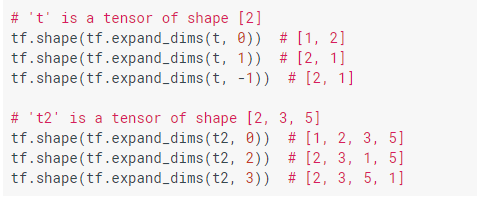 # 't' is a tensor of shape [2]
tf.shape(tf.expand_dims(t, 0))  # [1, 2]
tf.shape(tf.expand_dims(t, 1))  # [2, 1]
tf.shape(tf.expand_dims(t, -1))  # [2, 1]

# 't2' is a tensor of shape [2, 3, 5]
tf.shape(tf.expand_dims(t2, 0))  # [1, 2, 3, 5]
tf.shape(tf.expand_dims(t2, 2))  # [2, 3, 1, 5]
tf.shape(tf.expand_dims(t2, 3))  # [2, 3, 5, 1]